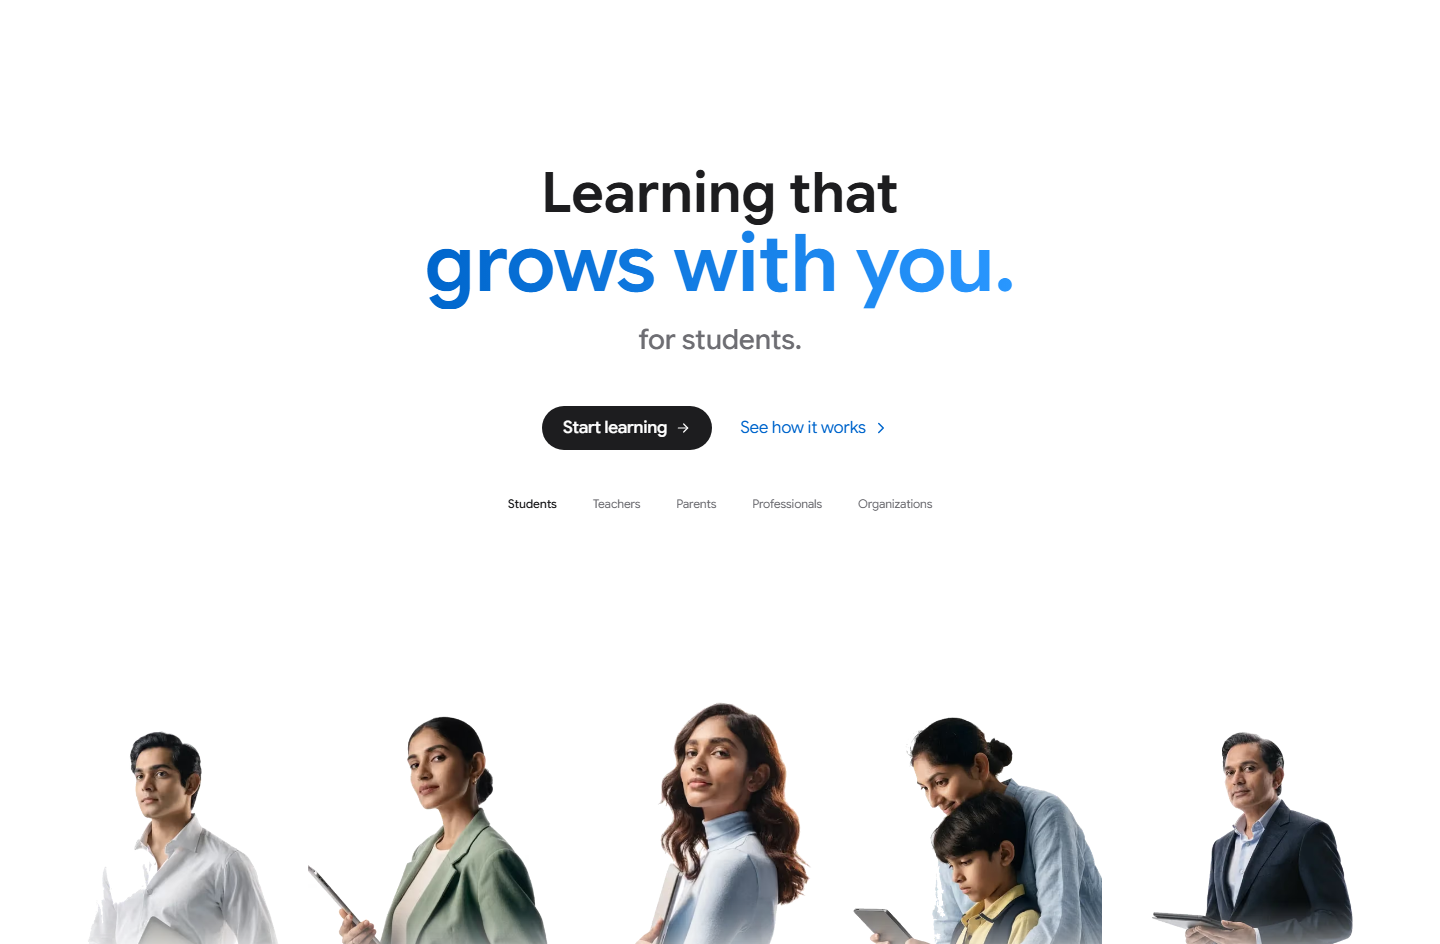 Learning that
grows with you.
for students.
Start learning →
See how it works >
Students Teachers Parents Professionals Organizations